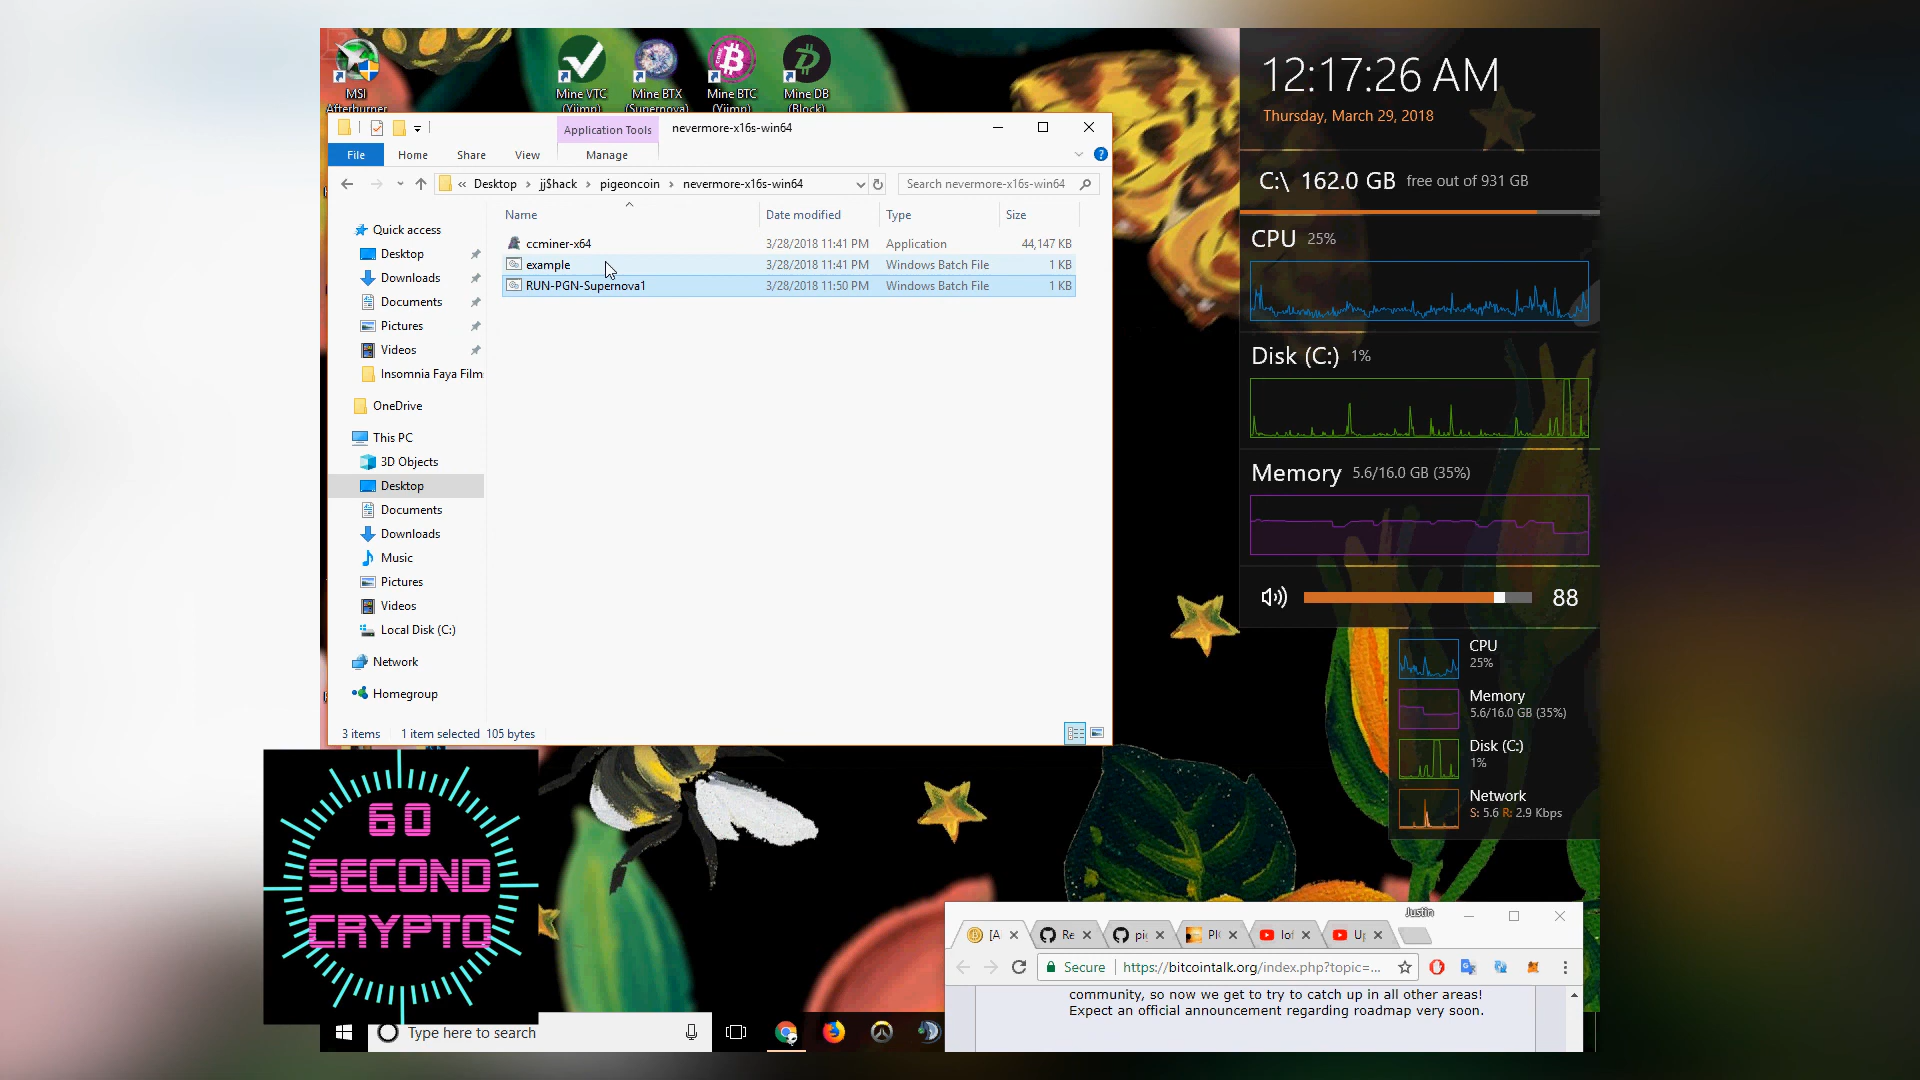 MSI
Afterburner
Mine VTC
(Yiimp)
Mine BTX
(Supernova)
Mine BTC
(Yiimp)
Mine DB
(Block)
Application Tools
nevermore-x16s-win64
File
Home
Share
View
Manage
« Desktop › jj$hack › pigeoncoin › nevermore-x16s-win64
Search nevermore-x16s-win64
Name
Date modified
Type
Size
ccminer-x64 3/28/2018 11:41 PM Application 44,147 KB
example 3/28/2018 11:41 PM Windows Batch File 1 KB
RUN-PGN-Supernova1 3/28/2018 11:50 PM Windows Batch File 1 KB
Quick access
Desktop
Downloads
Documents
Pictures
Videos
Insomnia Faya Film
OneDrive
This PC
3D Objects
Desktop
Documents
Downloads
Music
Pictures
Videos
Local Disk (C:)
Network
Homegroup
3 items 1 item selected 105 bytes
12:17:26 AM
Thursday, March 29, 2018
C:\ 162.0 GB free out of 931 GB
CPU 25%
Disk (C:) 1%
Memory 5.6/16.0 GB (35%)
88
CPU
25%
Memory
5.6/16.0 GB (35%)
Disk (C:)
1%
Network
S: 5.6 R: 2.9 Kbps
60
SECOND
CRYPTO
Justin
[A
Re
pi
PI
lo
Up
Secure
https://bitcointalk.org/index.php?topic=...
community, so now we get to try to catch up in all other areas!
Expect an official announcement regarding roadmap very soon.
Type here to search